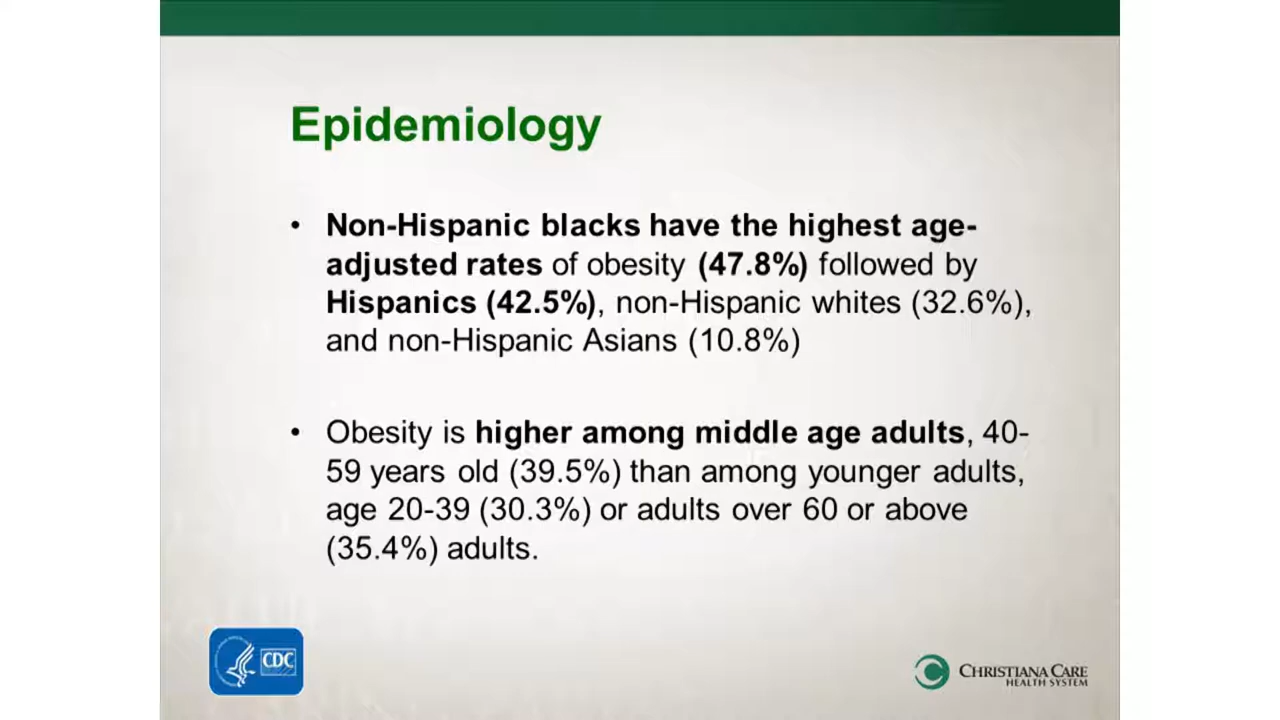 Epidemiology
• Non-Hispanic blacks have the highest age-
adjusted rates of obesity (47.8%) followed by
Hispanics (42.5%), non-Hispanic whites (32.6%),
and non-Hispanic Asians (10.8%)
• Obesity is higher among middle age adults, 40-
59 years old (39.5%) than among younger adults,
age 20-39 (30.3%) or adults over 60 or above
(35.4%) adults.
CDC
CHRISTIANA CARE
HEALTH SYSTEM